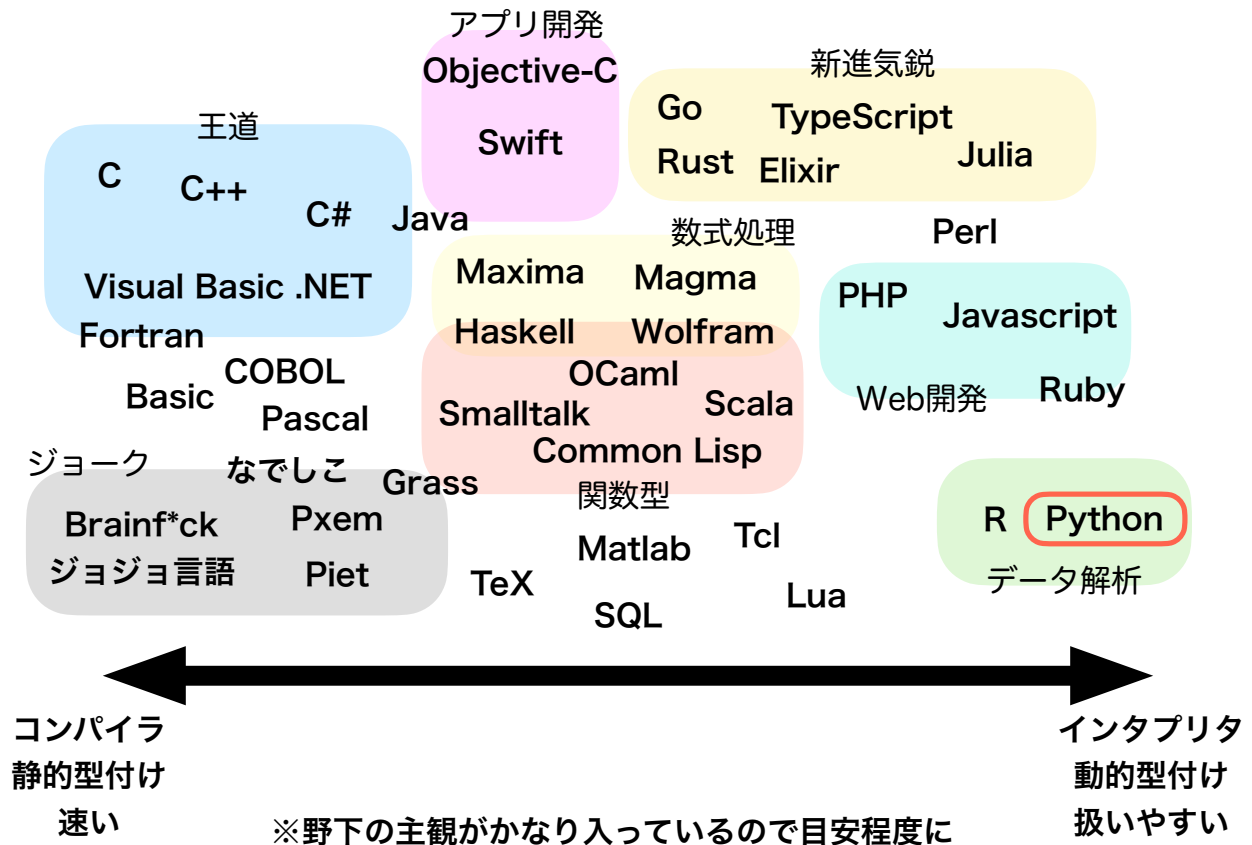 アプリ開発
Objective-C
Swift
新進気鋭
Go
TypeScript
Rust
Elixir
Julia
王道
C
C++
C#
Java
Visual Basic .NET
Fortran
数式処理
Maxima
Magma
Haskell
Wolfram
Perl
PHP
Javascript
Web開発
Ruby
COBOL
Basic
Pascal
OCaml
Smalltalk
Scala
Common Lisp
関数型
ジョーク
なでしこ
Grass
Brainf*ck
Pxem
ジョジョ言語
Piet
Matlab
Tcl
TeX
SQL
Lua
R
Python
データ解析
コンパイラ
静的型付け
速い
インタプリタ
動的型付け
扱いやすい
※野下の主観がかなり入っているので目安程度に